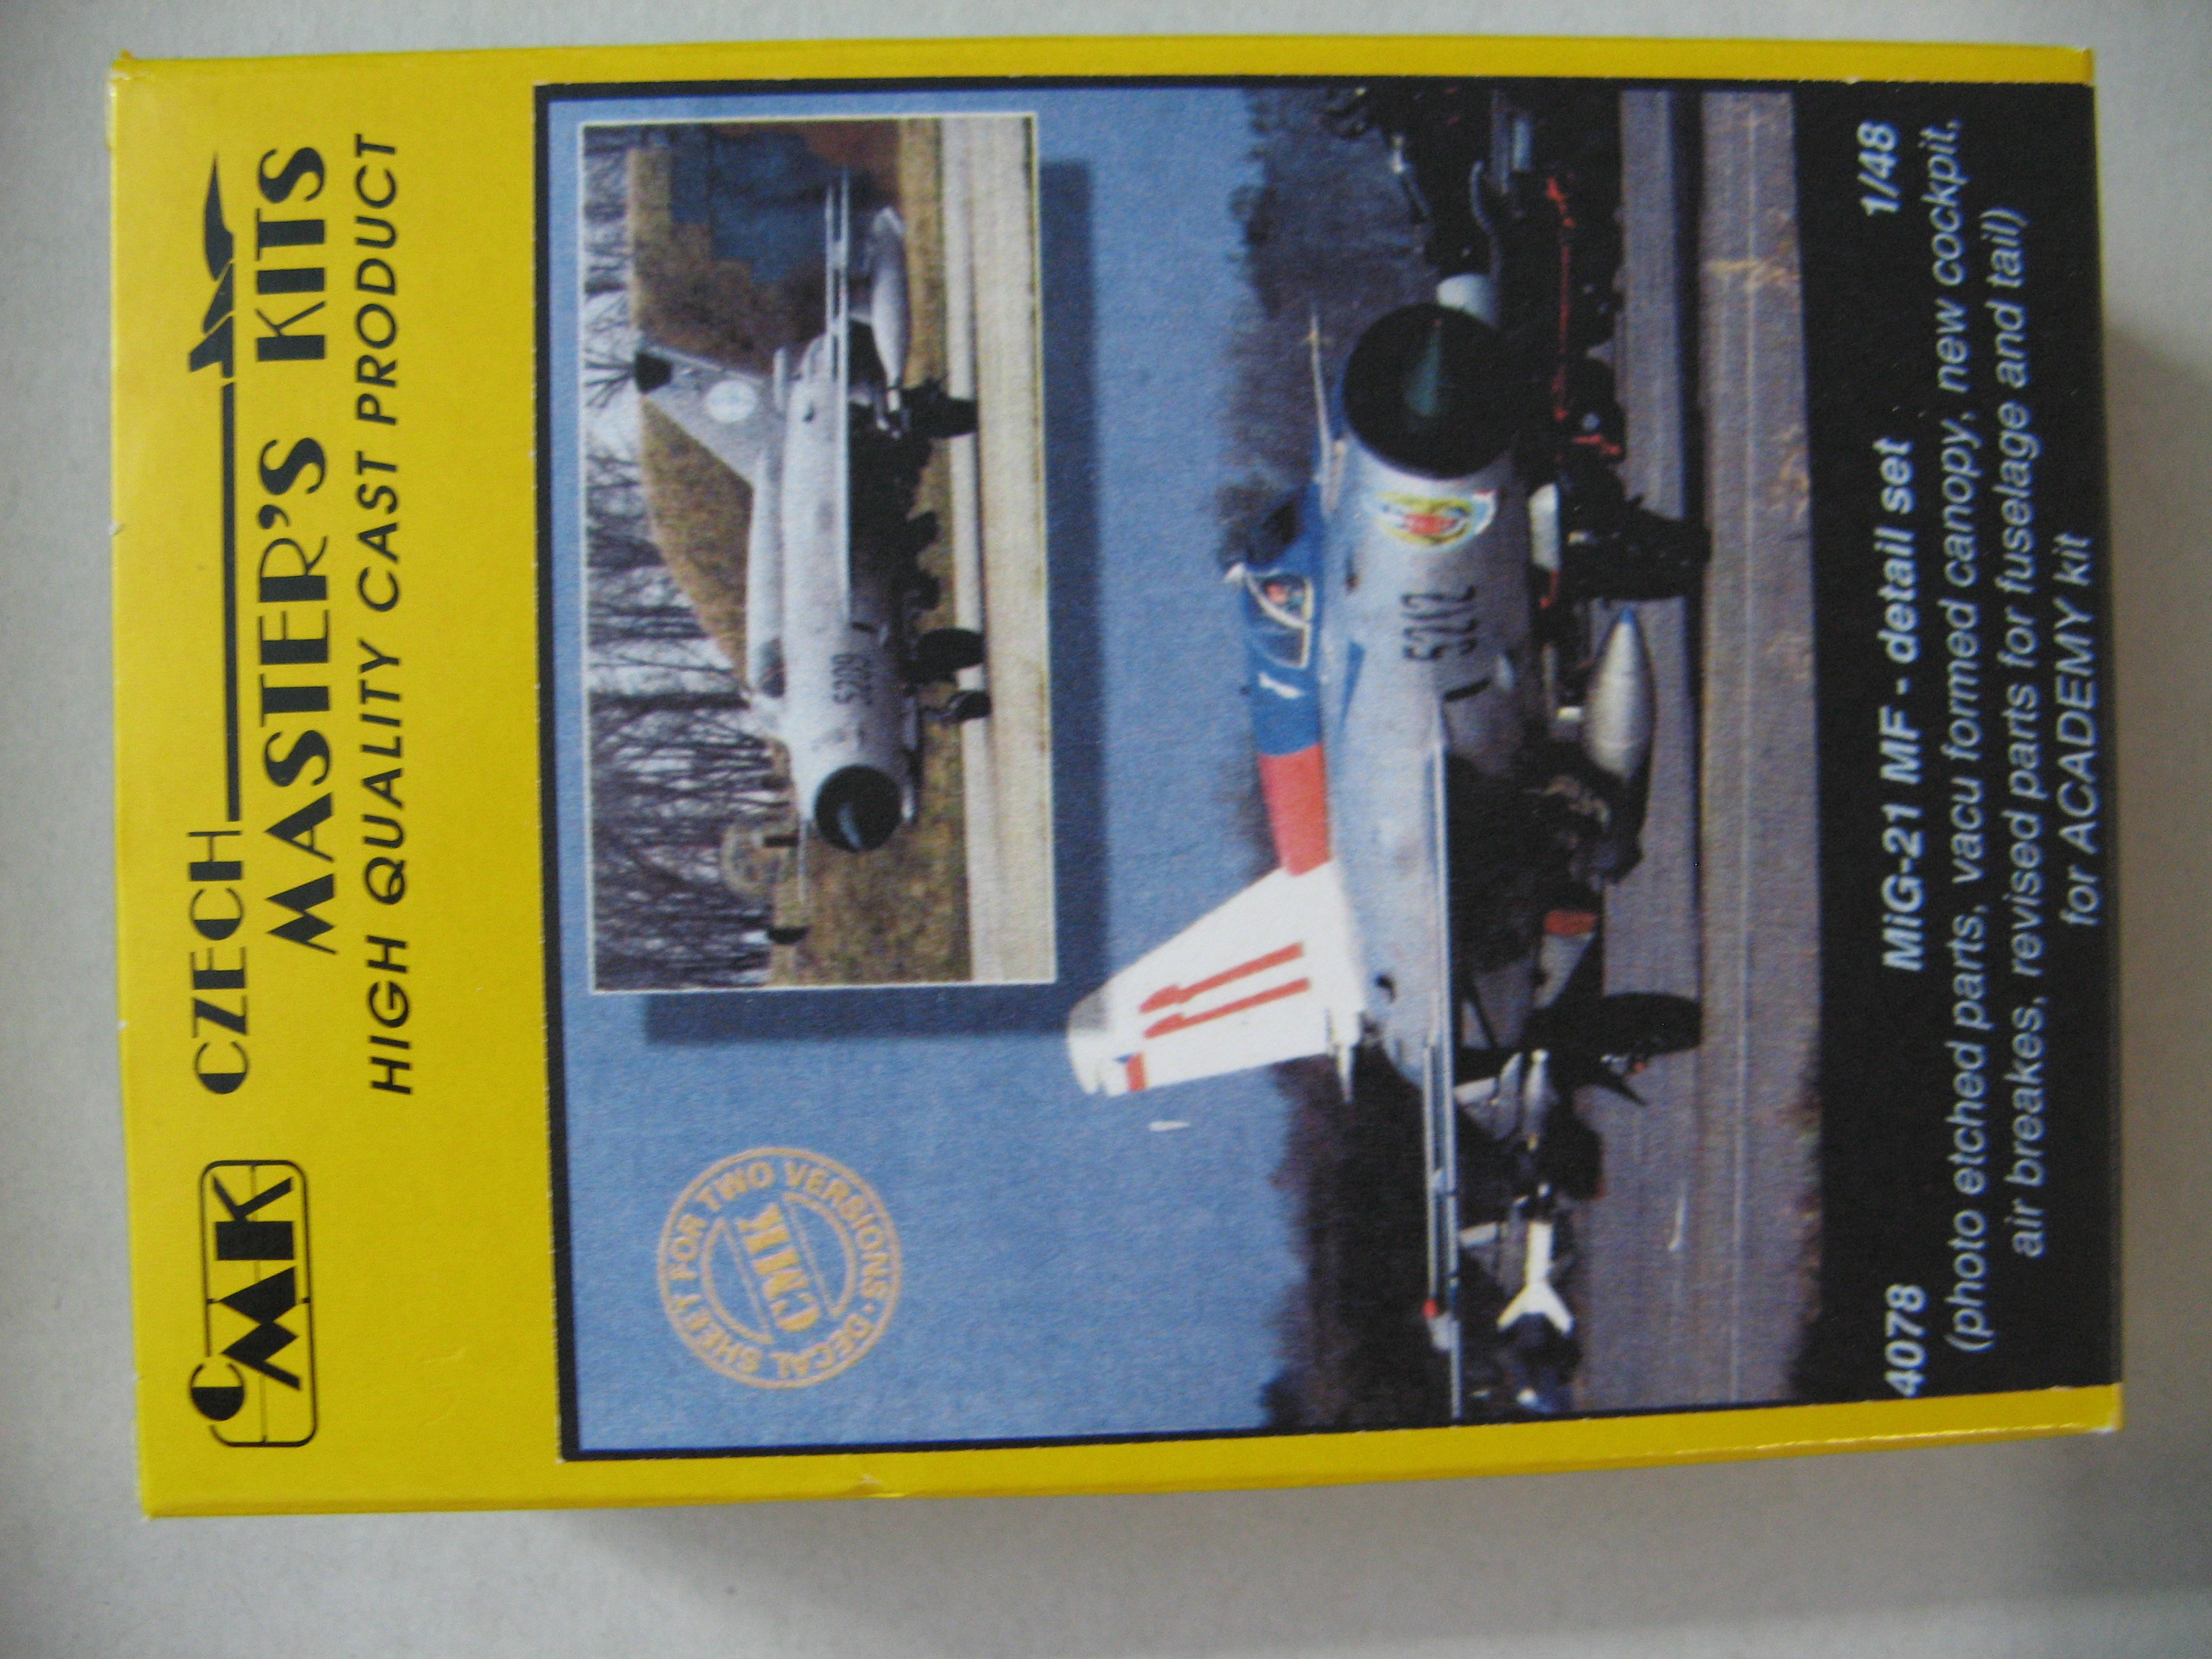 CMK
CZECH
MASTER'S KITS
HIGH QUALITY CAST PRODUCT
DECAL SHEET FOR TWO VERSIONS •
CMK
5209
5212
4078 MiG-21 MF - detail set 1/48
(photo etched parts, vacu formed canopy, new cockpit,
air breakes, revised parts for fuselage and tail)
for ACADEMY kit